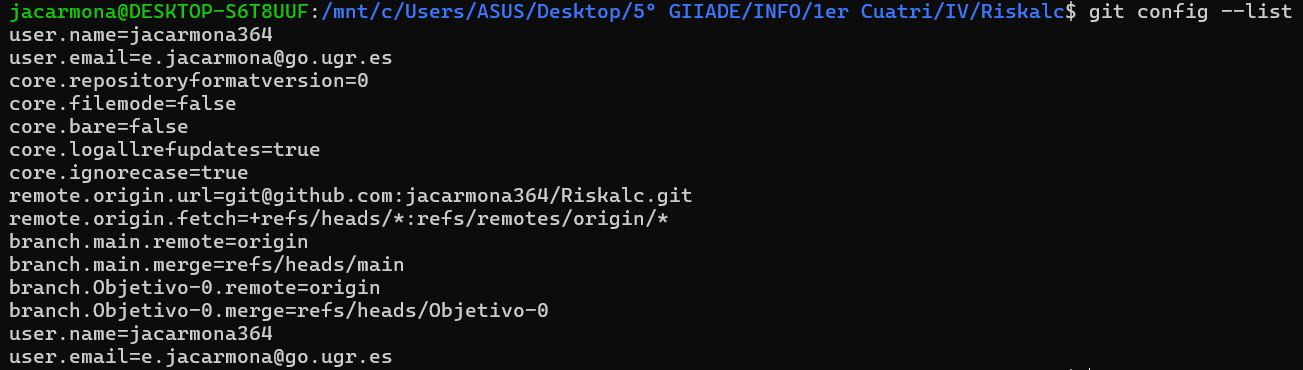 jacarmona@DESKTOP-S6T8UUF:/mnt/c/Users/ASUS/Desktop/5° GIIADE/INFO/1er Cuatri/IV/Riskalc$ git config --list
user.name=jacarmona364
user.email=e.jacarmona@go.ugr.es
core.repositoryformatversion=0
core.filemode=false
core.bare=false
core.logallrefupdates=true
core.ignorecase=true
remote.origin.url=git@github.com:jacarmona364/Riskalc.git
remote.origin.fetch=+refs/heads/*:refs/remotes/origin/*
branch.main.remote=origin
branch.main.merge=refs/heads/main
branch.Objetivo-0.remote=origin
branch.Objetivo-0.merge=refs/heads/Objetivo-0
user.name=jacarmona364
user.email=e.jacarmona@go.ugr.es